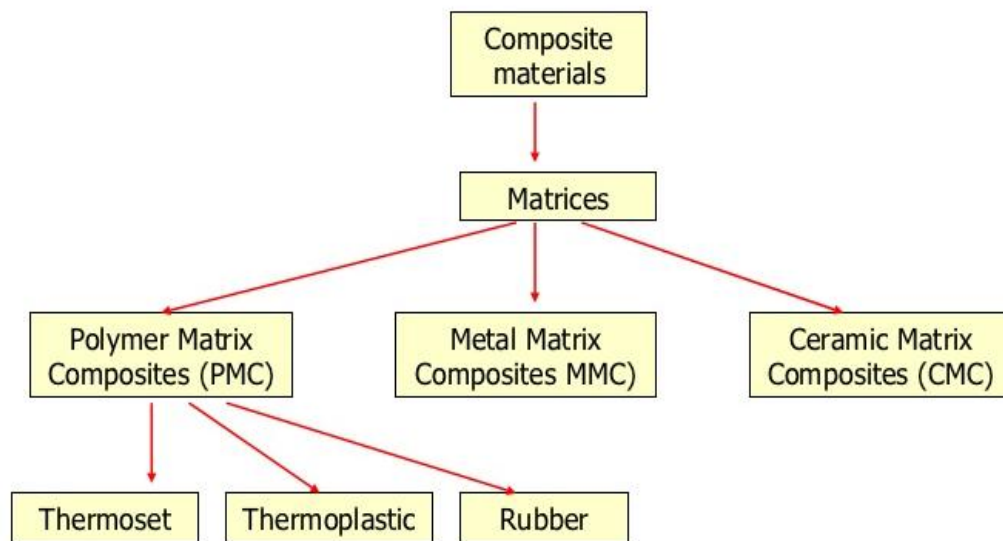 Composite
materials
Matrices
Polymer Matrix
Composites (PMC)
Metal Matrix
Composites MMC)
Ceramic Matrix
Composites (CMC)
Thermoset
Thermoplastic
Rubber